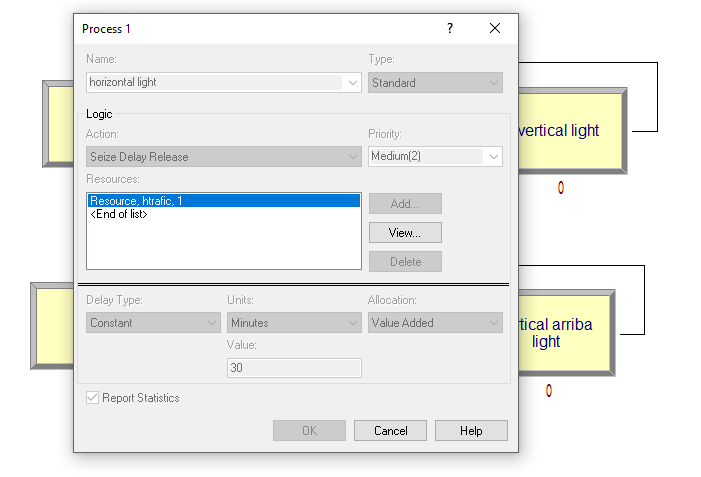 Process 1
?
Name:
Type:
horizontal light
Standard
Logic
Action:
Priority:
Seize Delay Release
Medium(2)
Resources:
Resource, htrafic, 1
<End of list>
Add...
View...
Delete
Delay Type:
Units:
Allocation:
Constant
Minutes
Value Added
Value:
30
Report Statistics
OK
Cancel
Help
vertical light
0
rtical arriba
light
0